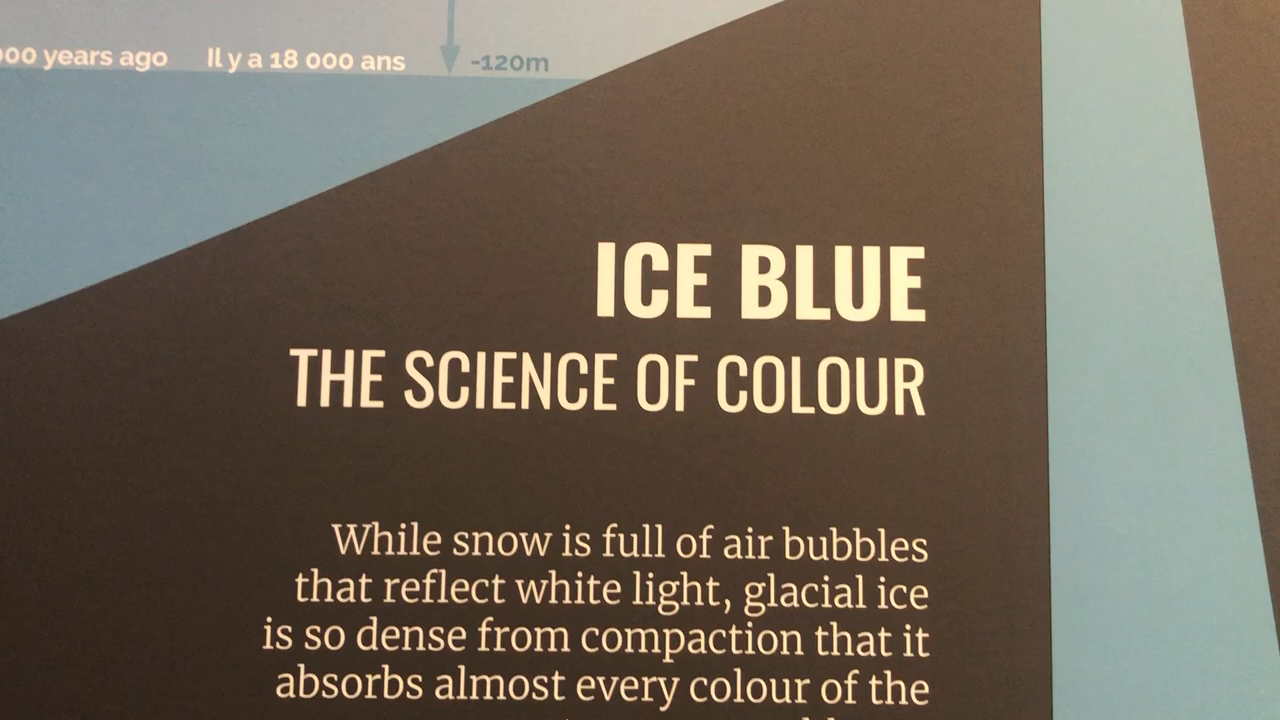 years ago Il y a 18 000 ans -120m
ICE BLUE
THE SCIENCE OF COLOUR
While snow is full of air bubbles
that reflect white light, glacial ice
is so dense from compaction that it
absorbs almost every colour of the